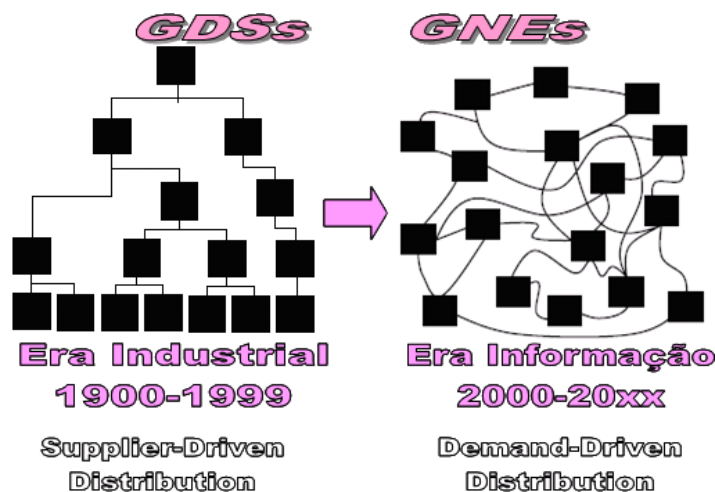 GDSs
GNEs
Era Industrial
1900-1999
Supplier-Driven
Distribution
Era Informação
2000-20xx
Demand-Driven
Distribution